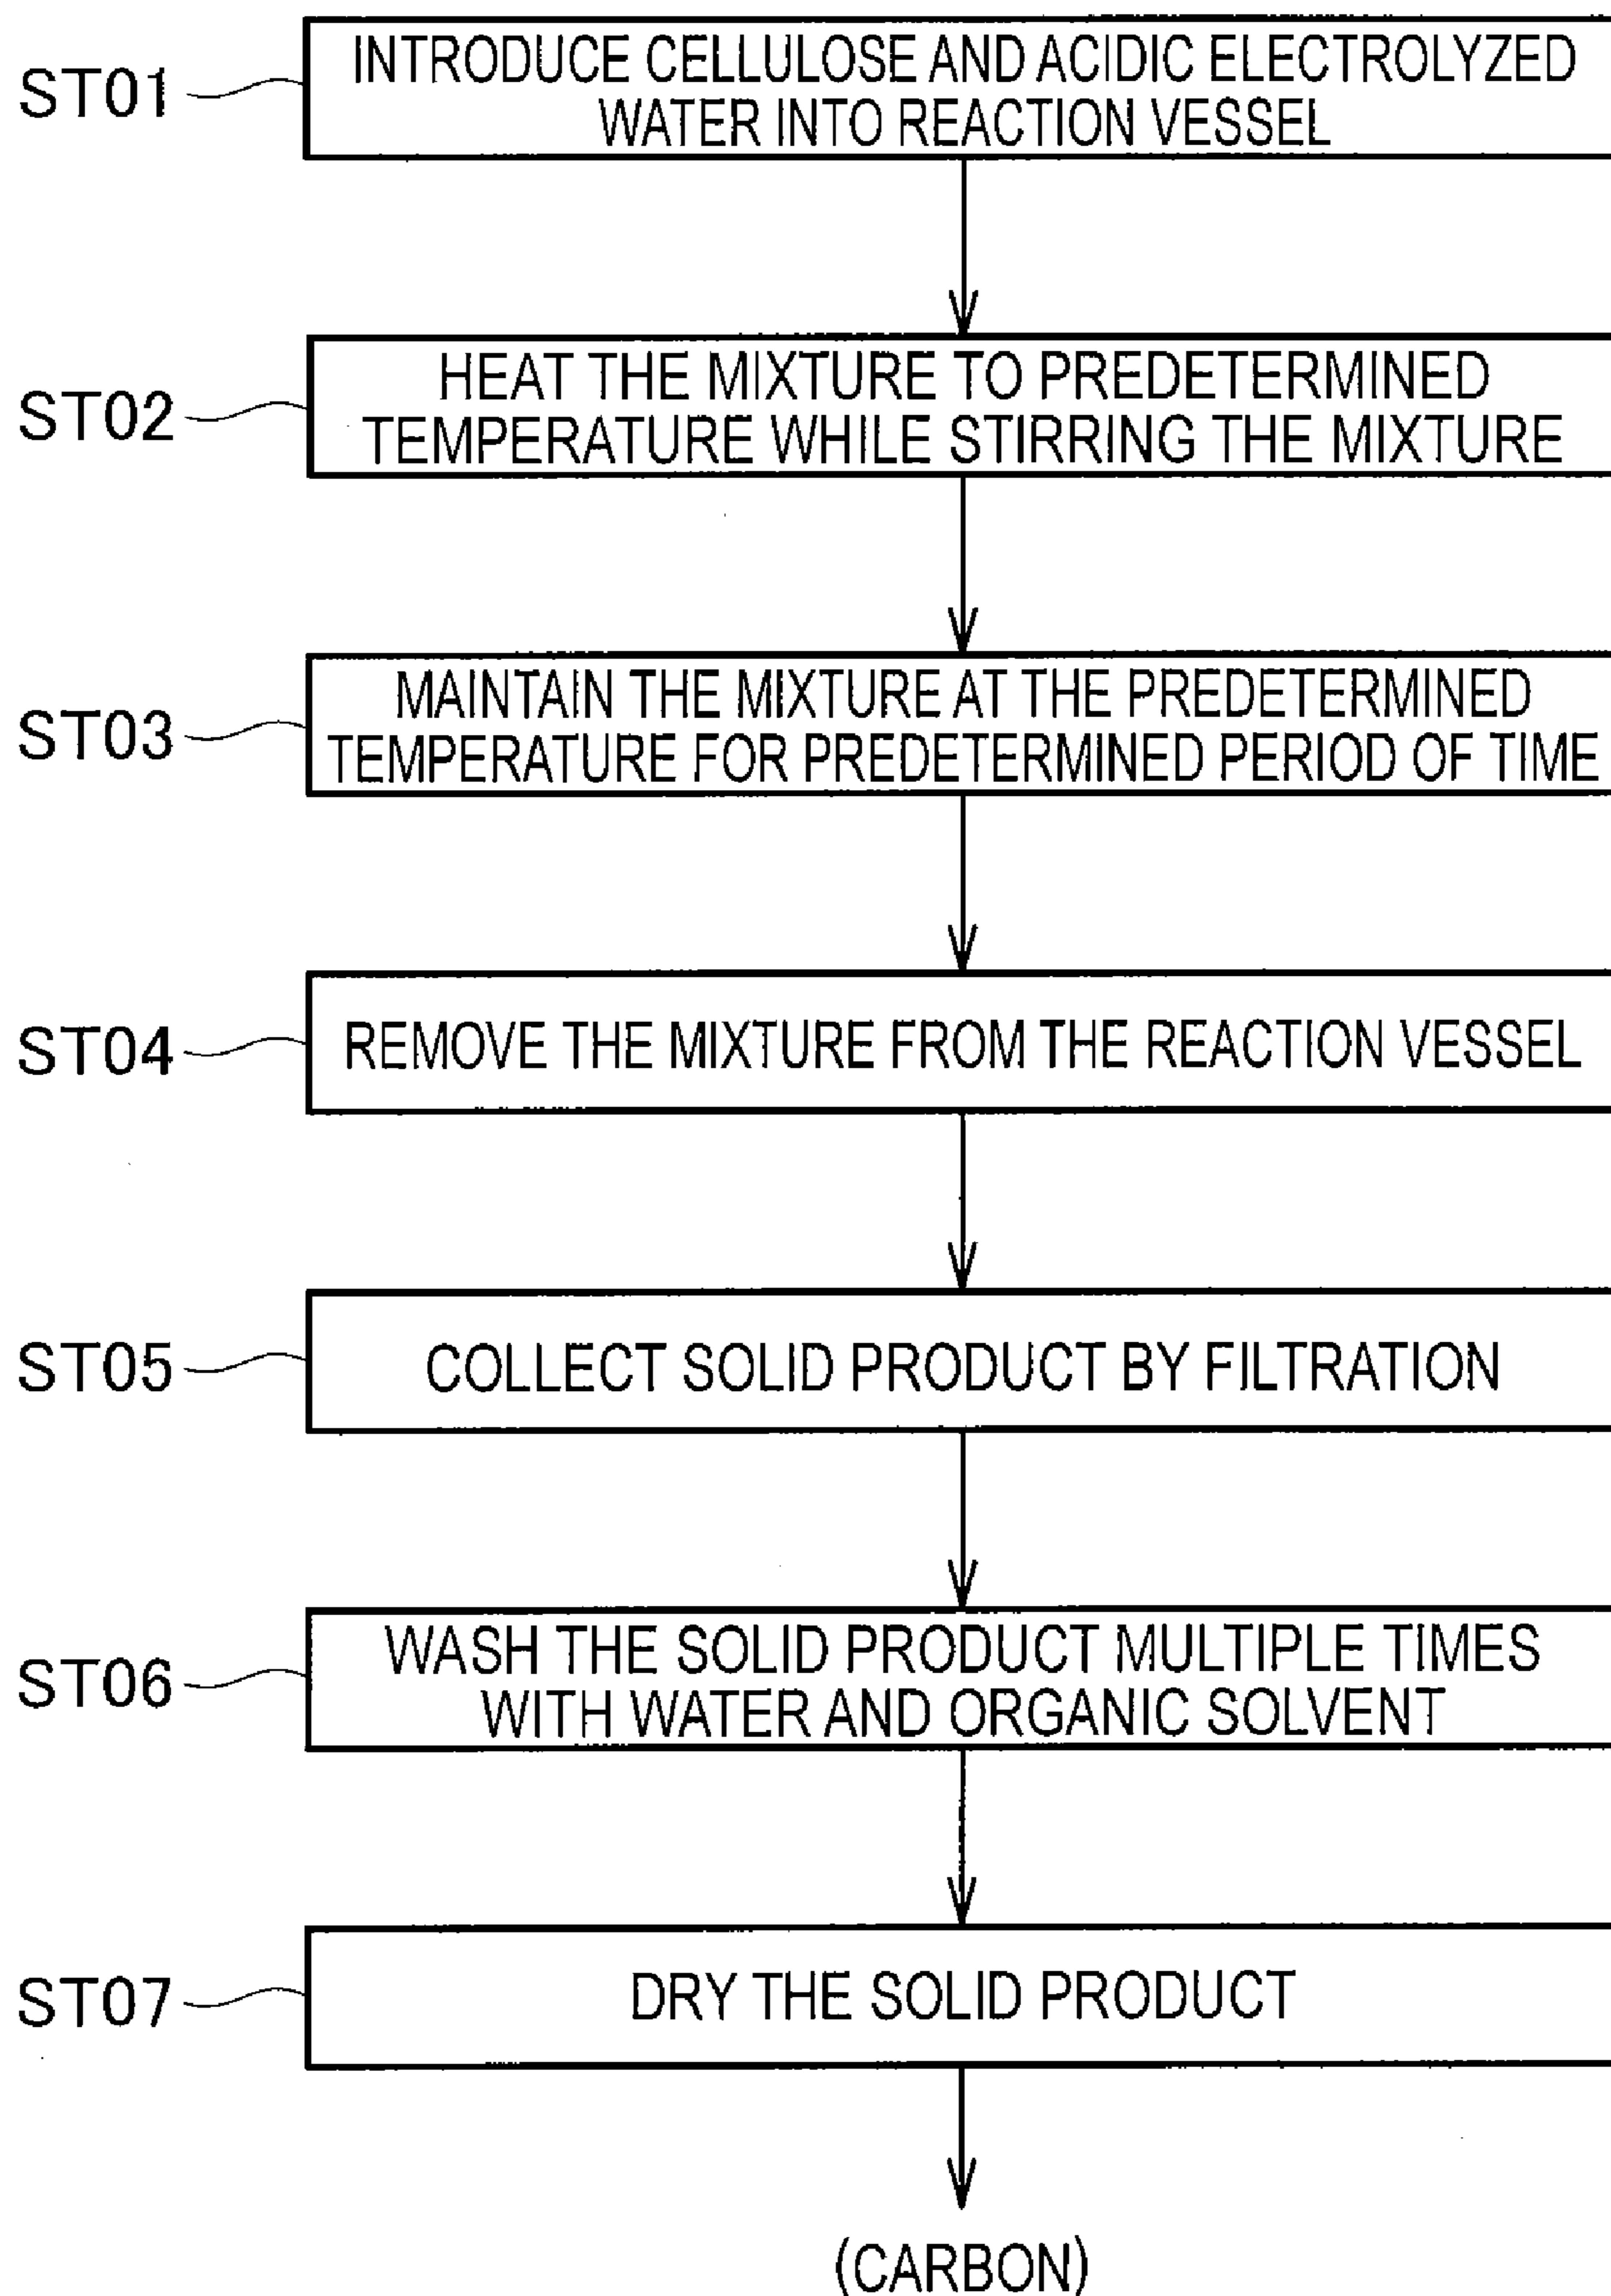 ST01
INTRODUCE CELLULOSE AND ACIDIC ELECTROLYZED
WATER INTO REACTION VESSEL
ST02
HEAT THE MIXTURE TO PREDETERMINED
TEMPERATURE WHILE STIRRING THE MIXTURE
ST03
MAINTAIN THE MIXTURE AT THE PREDETERMINED
TEMPERATURE FOR PREDETERMINED PERIOD OF TIME
ST04
REMOVE THE MIXTURE FROM THE REACTION VESSEL
ST05
COLLECT SOLID PRODUCT BY FILTRATION
ST06
WASH THE SOLID PRODUCT MULTIPLE TIMES
WITH WATER AND ORGANIC SOLVENT
ST07
DRY THE SOLID PRODUCT
(CARBON)